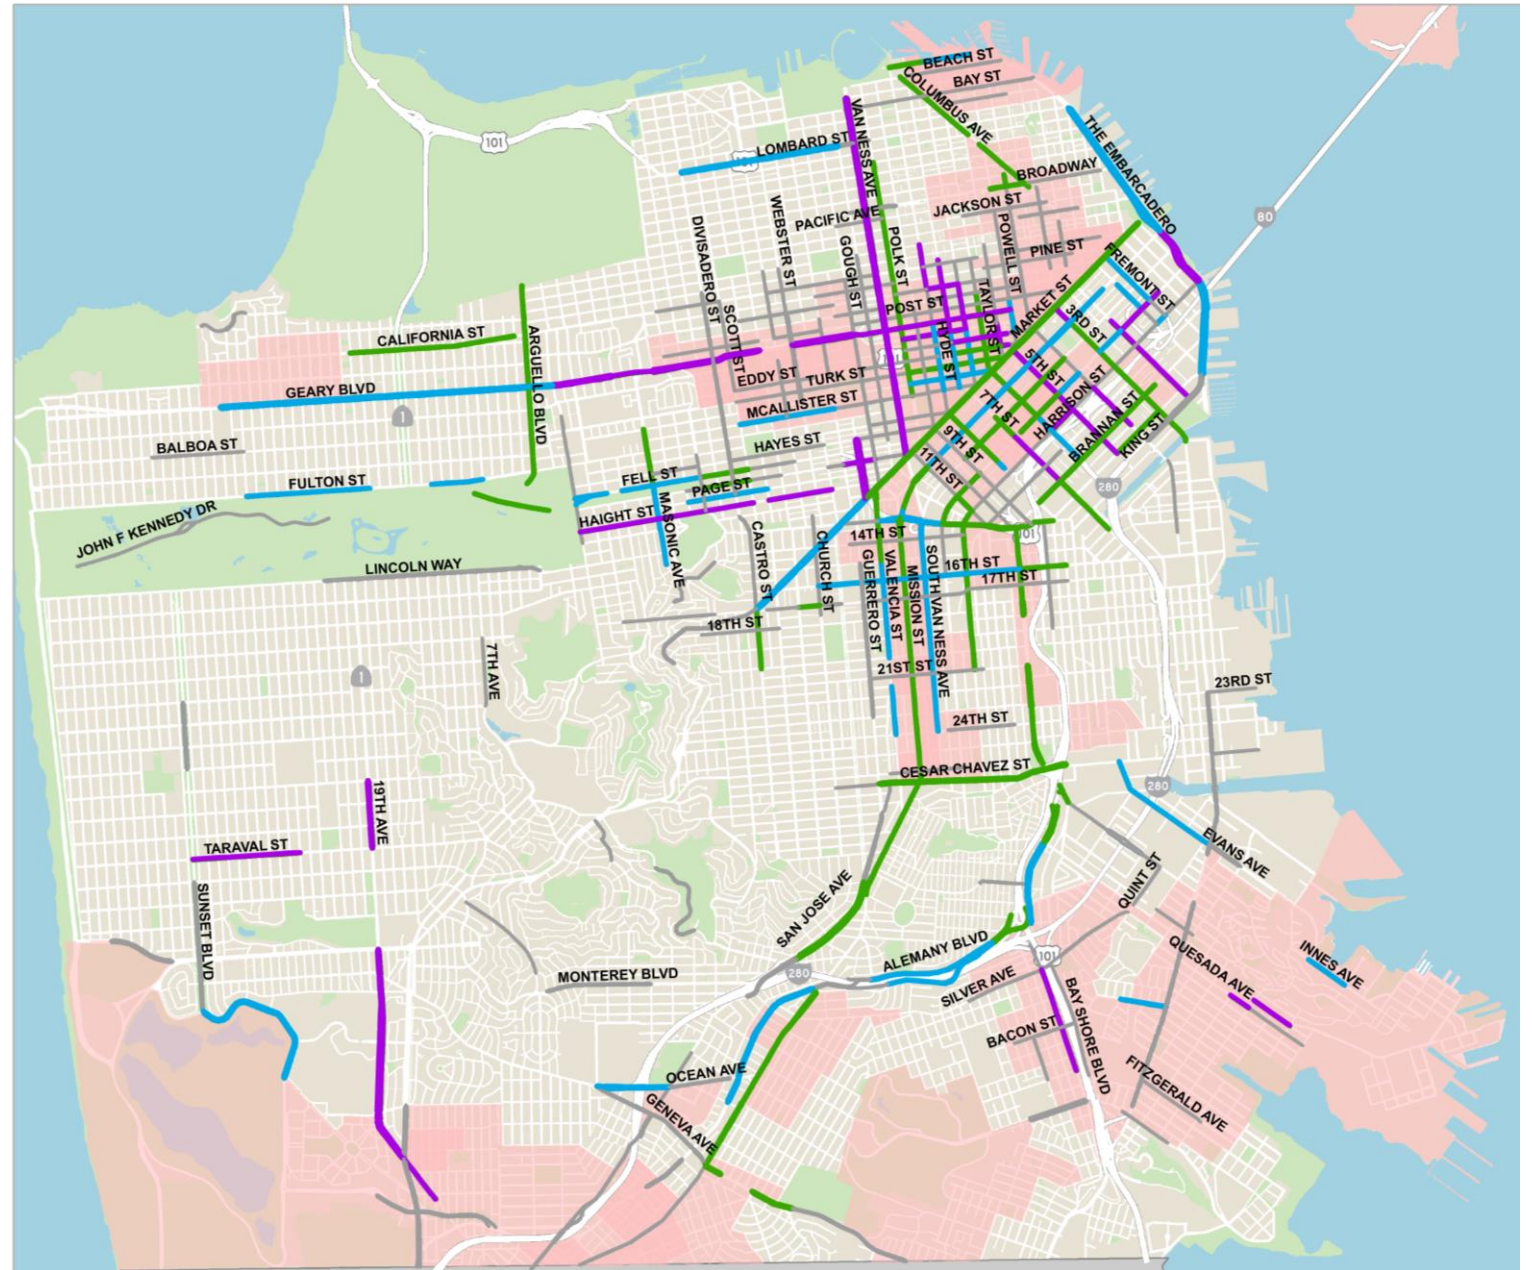 BEACH ST
BAY ST
COLUMBUS AVE
VAN NESS AVE
THE EMBARCADERO
101
LOMBARD ST
BROADWAY
JACKSON ST
PACIFIC AVE
WEBSTER ST
DIVISADERO ST
GOUGH ST
POLK ST
POWELL ST
PINE ST
80
FREMONT ST
MARKET ST
TAYLOR ST
POST ST
HYDE ST
3RD ST
SCOTT ST
CALIFORNIA ST
ARGUELLO BLVD
GEARY BLVD
EDDY ST
TURK ST
5TH ST
HARRISON ST
MCALLISTER ST
7TH ST
BRANNAN ST
KING ST
1
BALBOA ST
HAYES ST
9TH ST
11TH ST
FULTON ST
FELL ST
PAGE ST
280
JOHN F KENNEDY DR
HAIGHT ST
MASONIC AVE
CASTRO ST
CHURCH ST
14TH ST
101
LINCOLN WAY
GUERRERO ST
VALENCIA ST
MISSION ST
SOUTH VAN NESS AVE
16TH ST
17TH ST
18TH ST
7TH AVE
1
21ST ST
23RD ST
24TH ST
CESAR CHAVEZ ST
280
19TH AVE
TARAVAL ST
EVANS AVE
QUINT ST
SUNSET BLVD
SAN JOSE AVE
ALEMANY BLVD
101
QUESADA AVE
INNES AVE
MONTEREY BLVD
280
SILVER AVE
BAY SHORE BLVD
BACON ST
OCEAN AVE
GENEVA AVE
FITZGERALD AVE